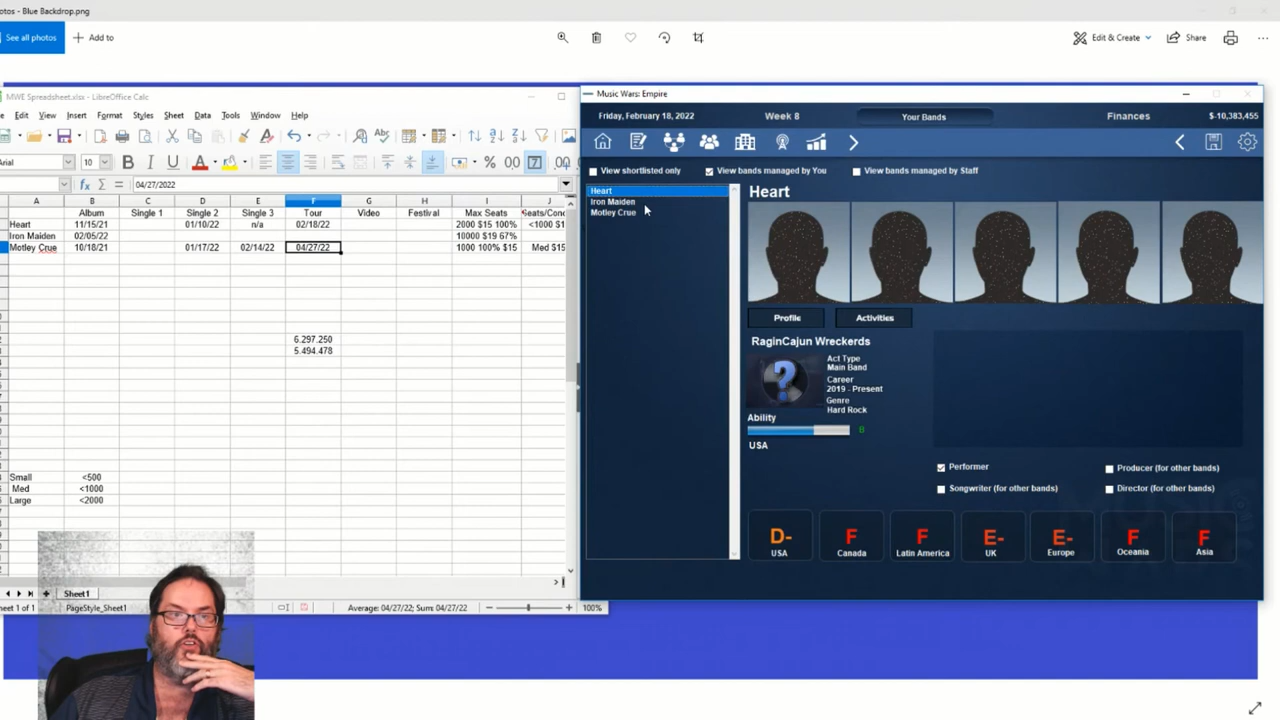 otos - Blue Backdrop.png
See all photos
Add to
Edit & Create
Share
MWE Spreadsheet.xlsx - LibreOffice Calc
Edit View Insert Format Styles Sheet Data Tools Window Help
Arial 10
04/27/2022
A B C D E F G H I J
Album Single 1 Single 2 Single 3 Tour Video Festival Max Seats Seats/Conc
Heart 11/15/21 01/10/22 n/a 02/18/22 2000 $15 100% <1000 $1
Iron Maiden 02/05/22 10000 $19 67%
Motley Crue 10/18/21 01/17/22 02/14/22 04/27/22 1000 100% $15 Med $15
6.297.250
5.494.478
Small <500
Med <1000
Large <2000
Sheet1
heet 1 of 1 PageStyle_Sheet1 Average: 04/27/22; Sum: 04/27/22 100%
Music Wars: Empire
Friday, February 18, 2022 Week 8 Your Bands Finances $-10,383,455
View shortlisted only View bands managed by You View bands managed by Staff
Heart
Iron Maiden
Motley Crue
Heart
Profile Activities
RaginCajun Wreckerds
Act Type
Main Band
Career
2019 - Present
Genre
Hard Rock
Ability
8
USA
Performer
Producer (for other bands)
Songwriter (for other bands)
Director (for other bands)
D- F F E- E- F F
USA Canada Latin America UK Europe Oceania Asia